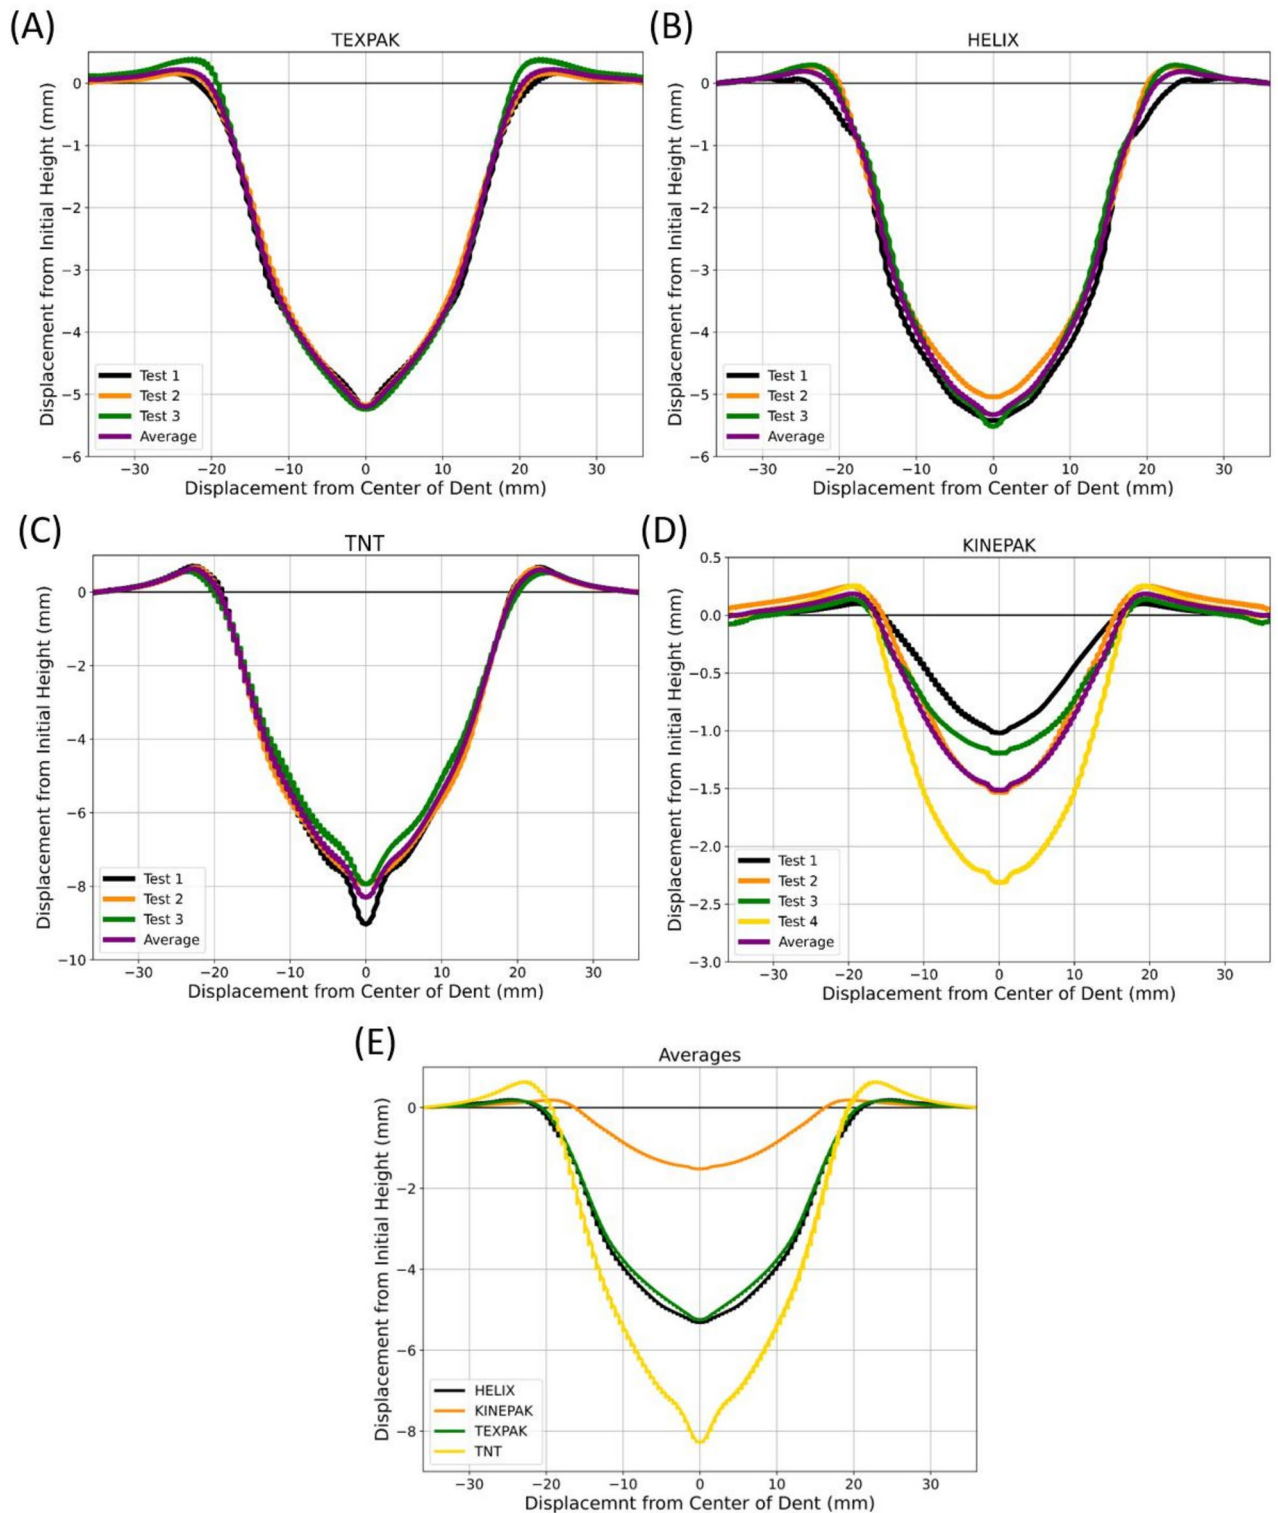 (A)
TEXPAK
Displacement from Initial Height (mm)
0
−1
−2
−3
−4
−5
−6
Test 1
Test 2
Test 3
Average
−30 −20 −10 0 10 20 30
Displacement from Center of Dent (mm)
(B)
HELIX
Displacement from Initial Height (mm)
0
−1
−2
−3
−4
−5
−6
Test 1
Test 2
Test 3
Average
−30 −20 −10 0 10 20 30
Displacement from Center of Dent (mm)
(C)
TNT
Displacement from Initial Height (mm)
0
−2
−4
−6
−8
−10
Test 1
Test 2
Test 3
Average
−30 −20 −10 0 10 20 30
Displacement from Center of Dent (mm)
(D)
KINEPAK
Displacement from Initial Height (mm)
0.5
0.0
−0.5
−1.0
−1.5
−2.0
−2.5
−3.0
Test 1
Test 2
Test 3
Test 4
Average
−30 −20 −10 0 10 20 30
Displacement from Center of Dent (mm)
(E)
Averages
Displacement from Initial Height (mm)
0
−2
−4
−6
−8
HELIX
KINEPAK
TEXPAK
TNT
−30 −20 −10 0 10 20 30
Displacemnt from Center of Dent (mm)